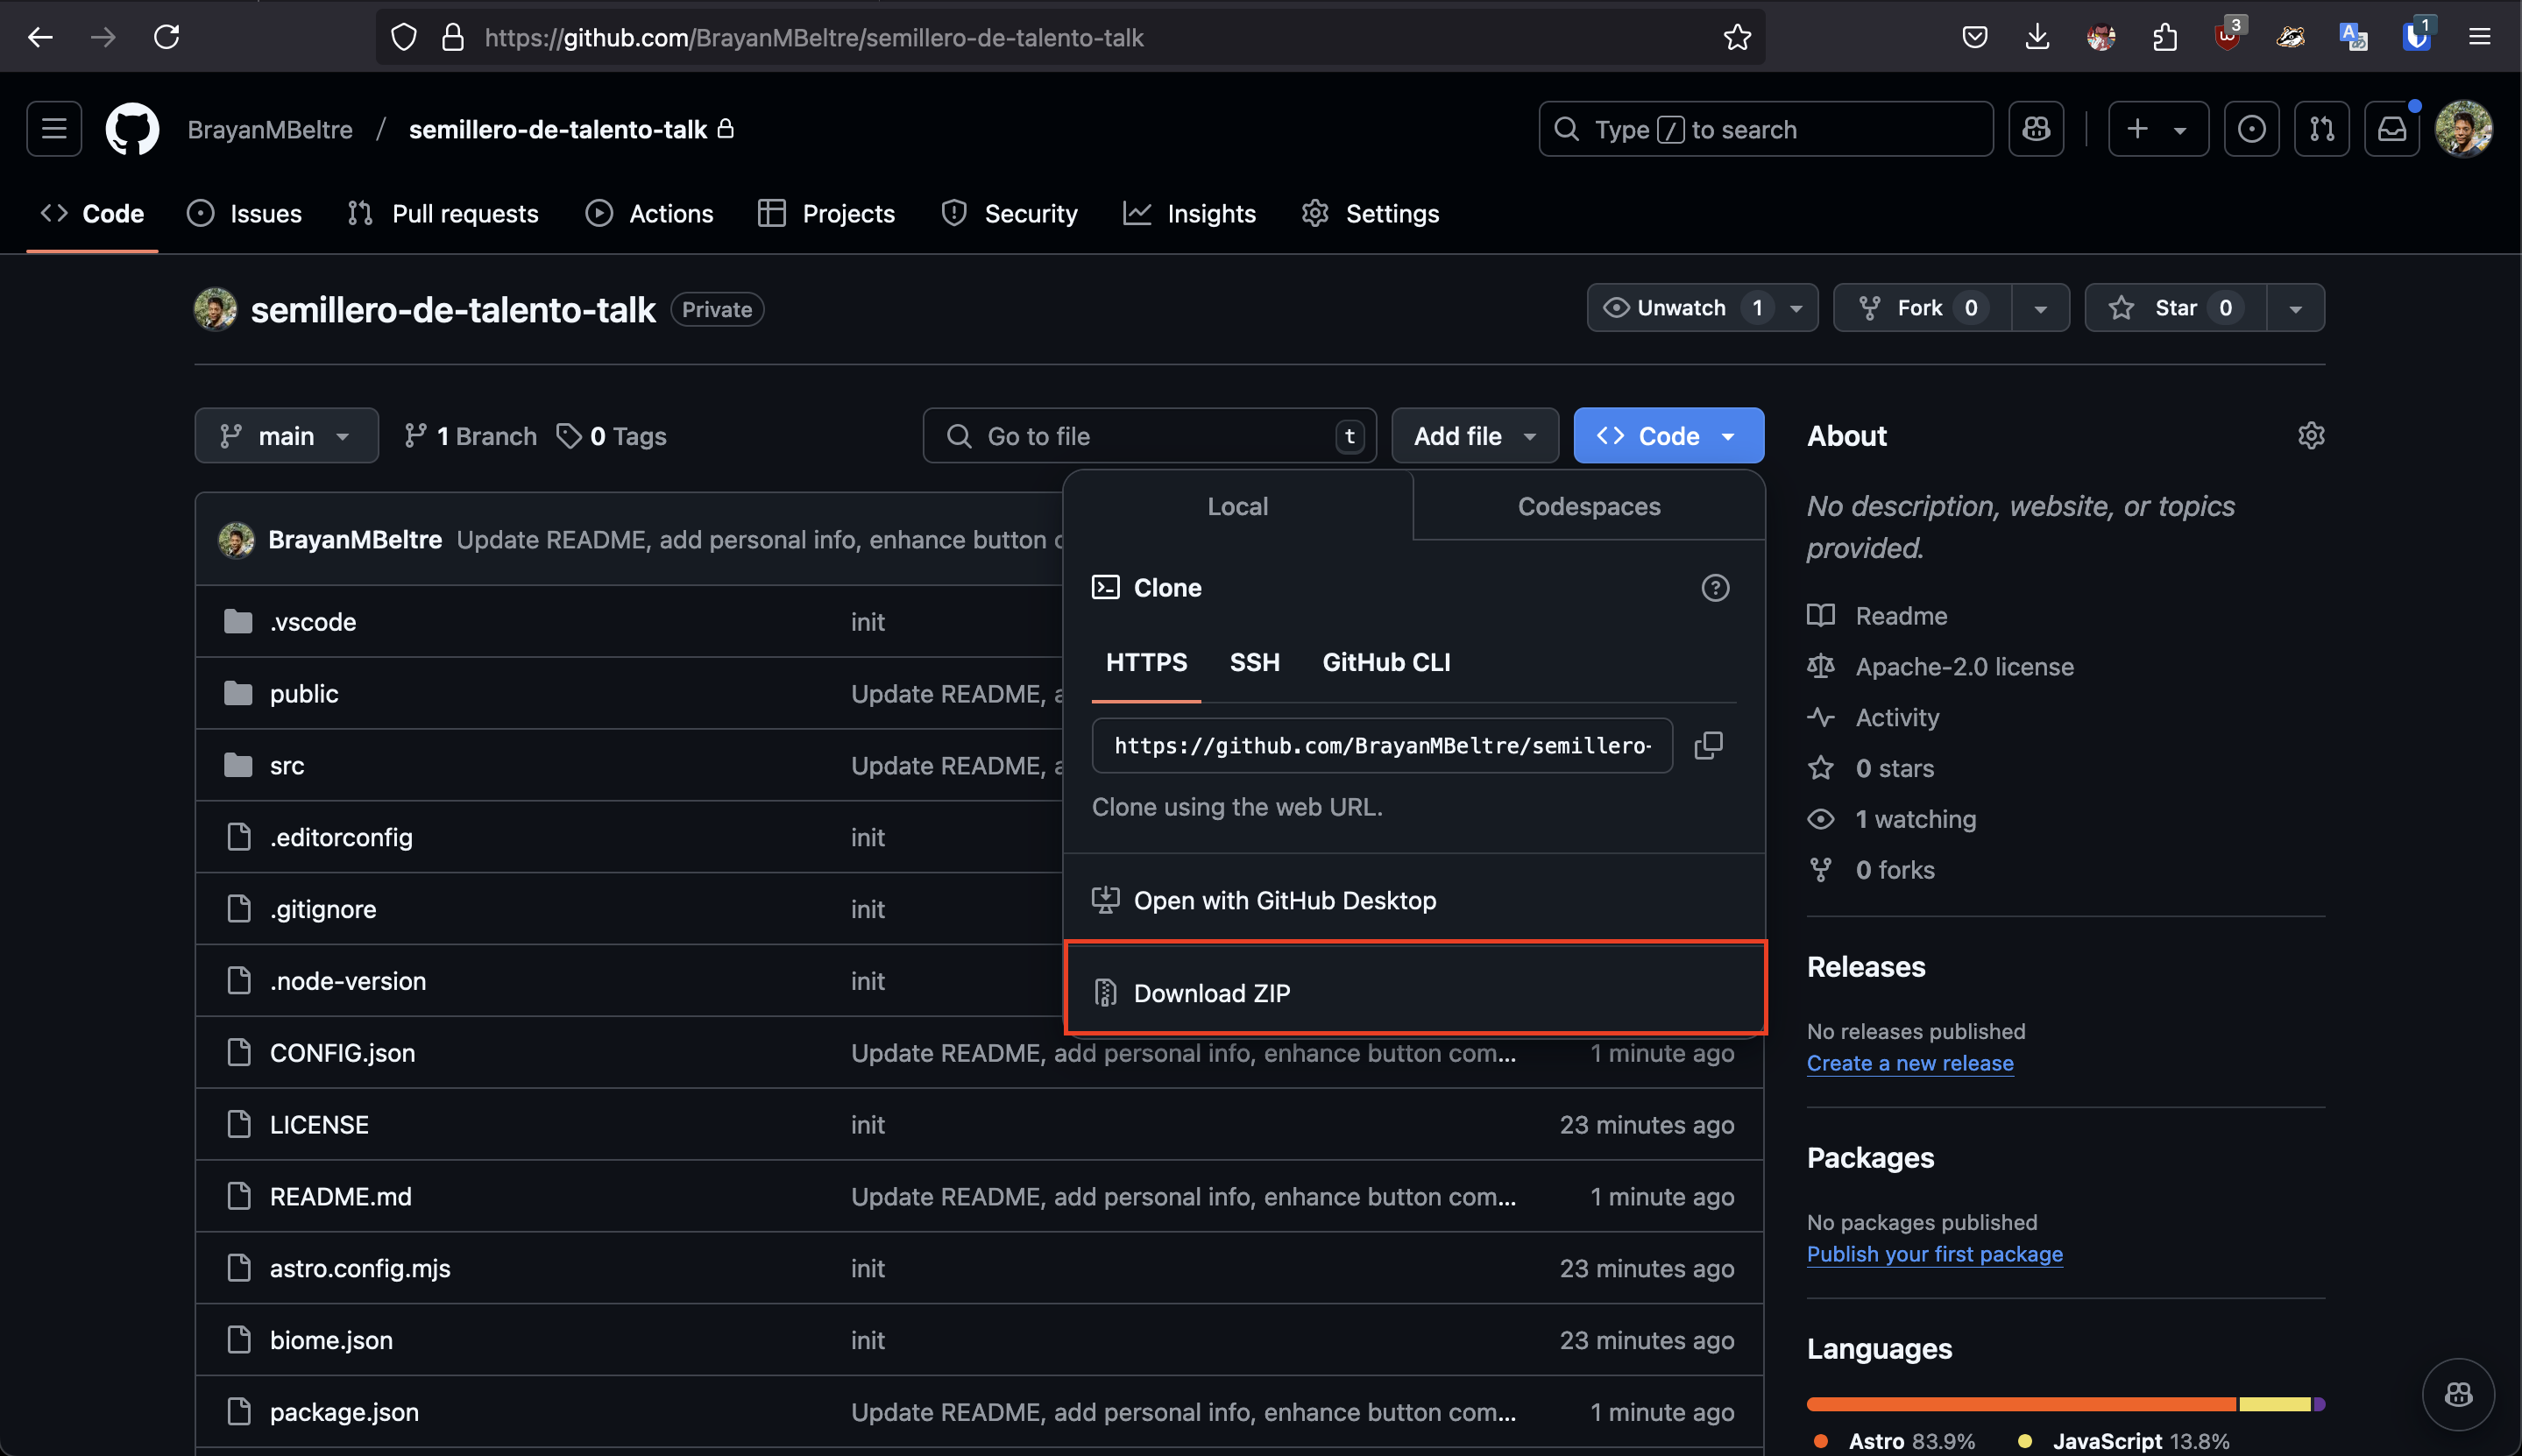 https://github.com/BrayanMBeltre/semillero-de-talento-talk
3
1
BrayanMBeltre / semillero-de-talento-talk
Type / to search
Code
Issues
Pull requests
Actions
Projects
Security
Insights
Settings
semillero-de-talento-talk
Private
Unwatch 1
Fork 0
Star 0
main
1 Branch
0 Tags
Go to file
t
Add file
Code
BrayanMBeltre Update README, add personal info, enhance button c
.vscode init
public Update README, a
src Update README, a
.editorconfig init
.gitignore init
.node-version init
CONFIG.json Update README, add personal info, enhance button com... 1 minute ago
LICENSE init 23 minutes ago
README.md Update README, add personal info, enhance button com... 1 minute ago
astro.config.mjs init 23 minutes ago
biome.json init 23 minutes ago
package.json Update README, add personal info, enhance button com... 1 minute ago
Local
Codespaces
Clone
HTTPS
SSH
GitHub CLI
https://github.com/BrayanMBeltre/semillero-
Clone using the web URL.
Open with GitHub Desktop
Download ZIP
About
No description, website, or topics
provided.
Readme
Apache-2.0 license
Activity
0 stars
1 watching
0 forks
Releases
No releases published
Create a new release
Packages
No packages published
Publish your first package
Languages
Astro 83.9%
JavaScript 13.8%